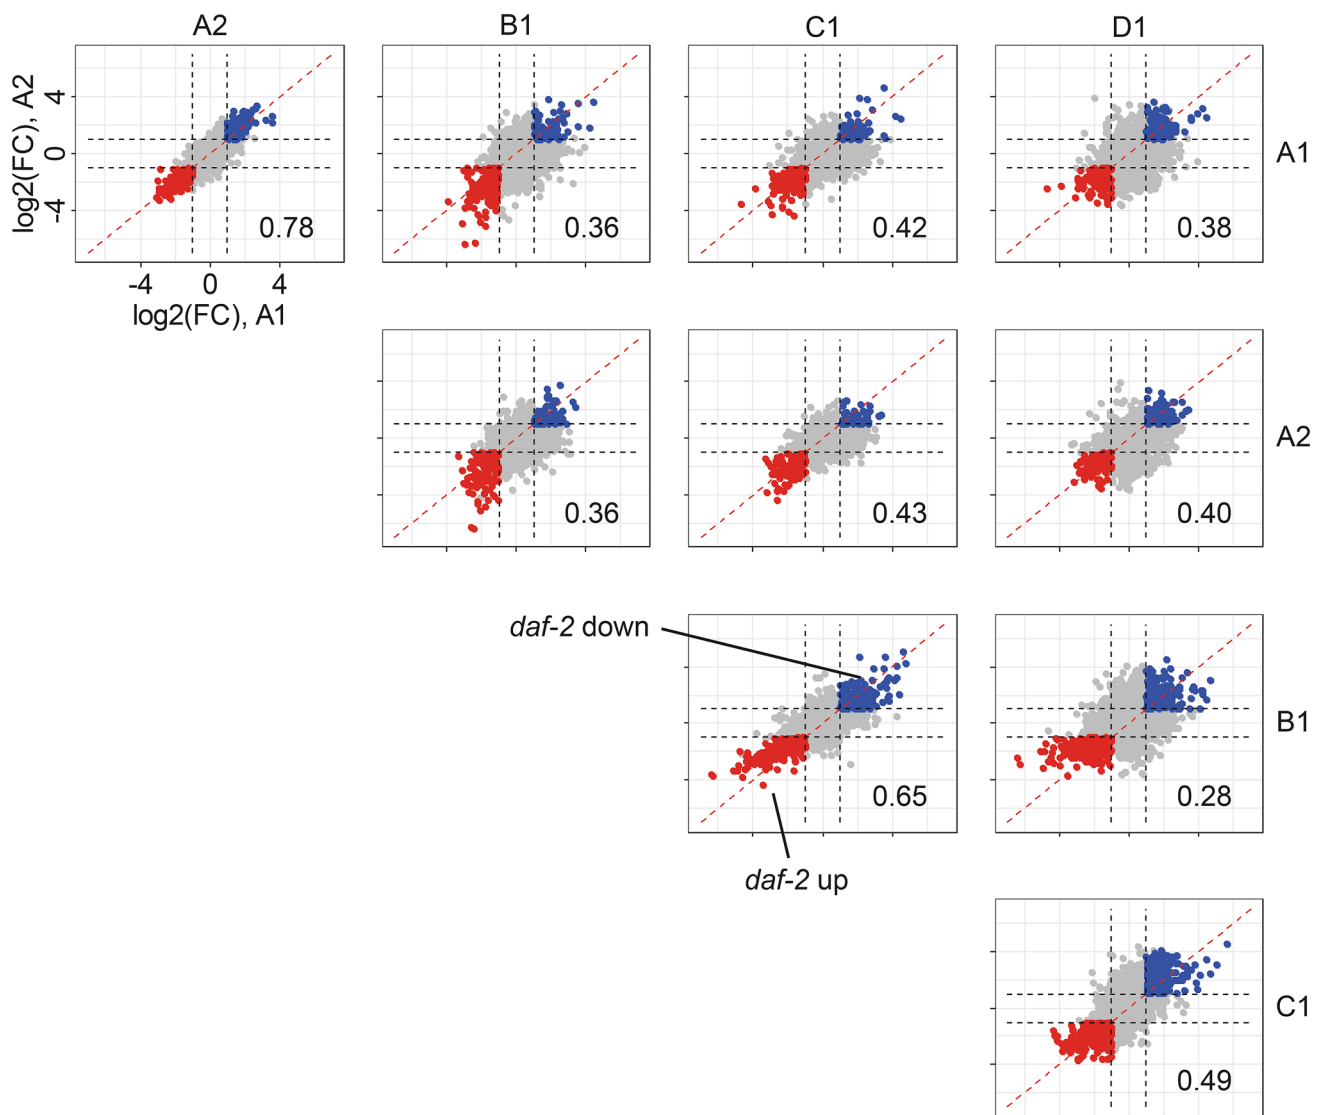 A2 B1 C1 D1
log2(FC), A2
4
0
-4
0.78 0.36 0.42 0.38 A1
-4 0 4
log2(FC), A1
0.36 0.43 0.40 A2
daf-2 down
0.65 0.28 B1
daf-2 up
0.49 C1